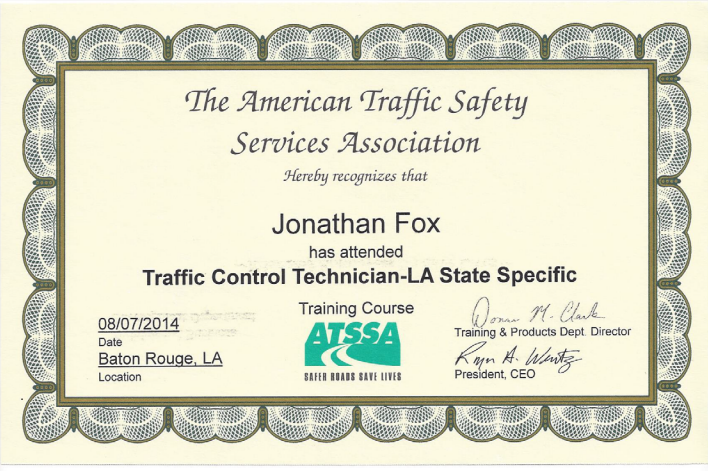 The American Traffic Safety
Services Association
Hereby recognizes that
Jonathan Fox
has attended
Traffic Control Technician-LA State Specific
Training Course
08/07/2014
Date
Baton Rouge, LA
Location
ATSSA
SAFER ROADS SAVE LIVES
Donna M. Clark
Training & Products Dept. Director
President, CEO